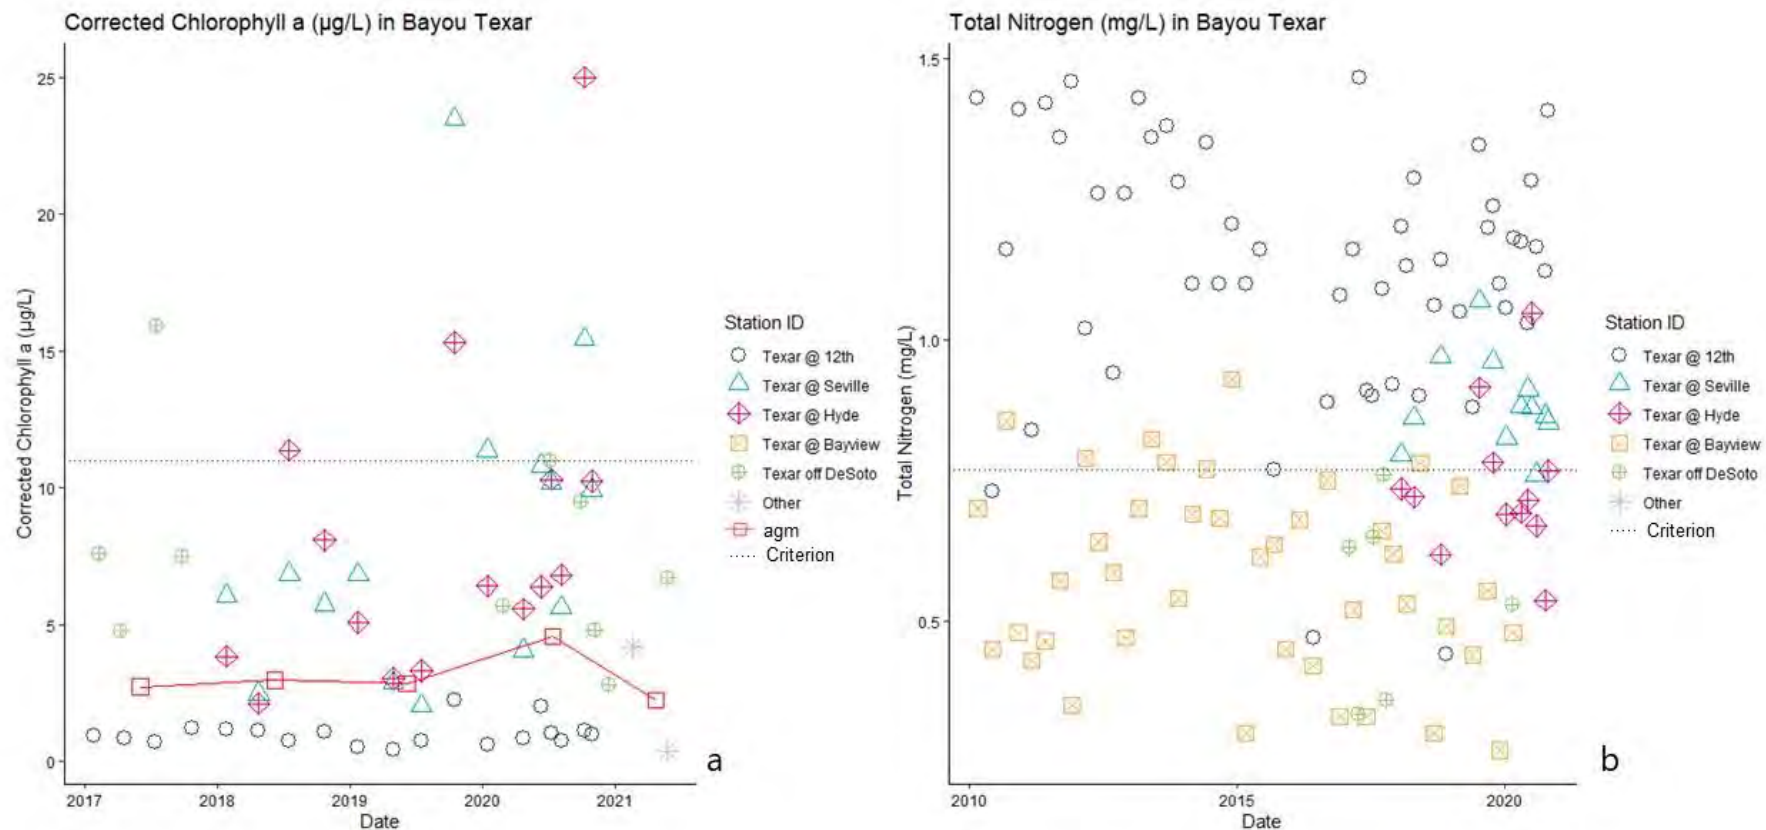 Corrected Chlorophyll a (µg/L) in Bayou Texar
Corrected Chlorophyll a (µg/L)
25
20
15
10
5
0
2017
2018
2019
2020
2021
Date
Station ID
Texar @ 12th
Texar @ Seville
Texar @ Hyde
Texar @ Bayview
Texar off DeSoto
Other
agm
Criterion
a
Total Nitrogen (mg/L) in Bayou Texar
Total Nitrogen (mg/L)
1.5
1.0
0.5
2010
2015
2020
Date
Station ID
Texar @ 12th
Texar @ Seville
Texar @ Hyde
Texar @ Bayview
Texar off DeSoto
Other
Criterion
b